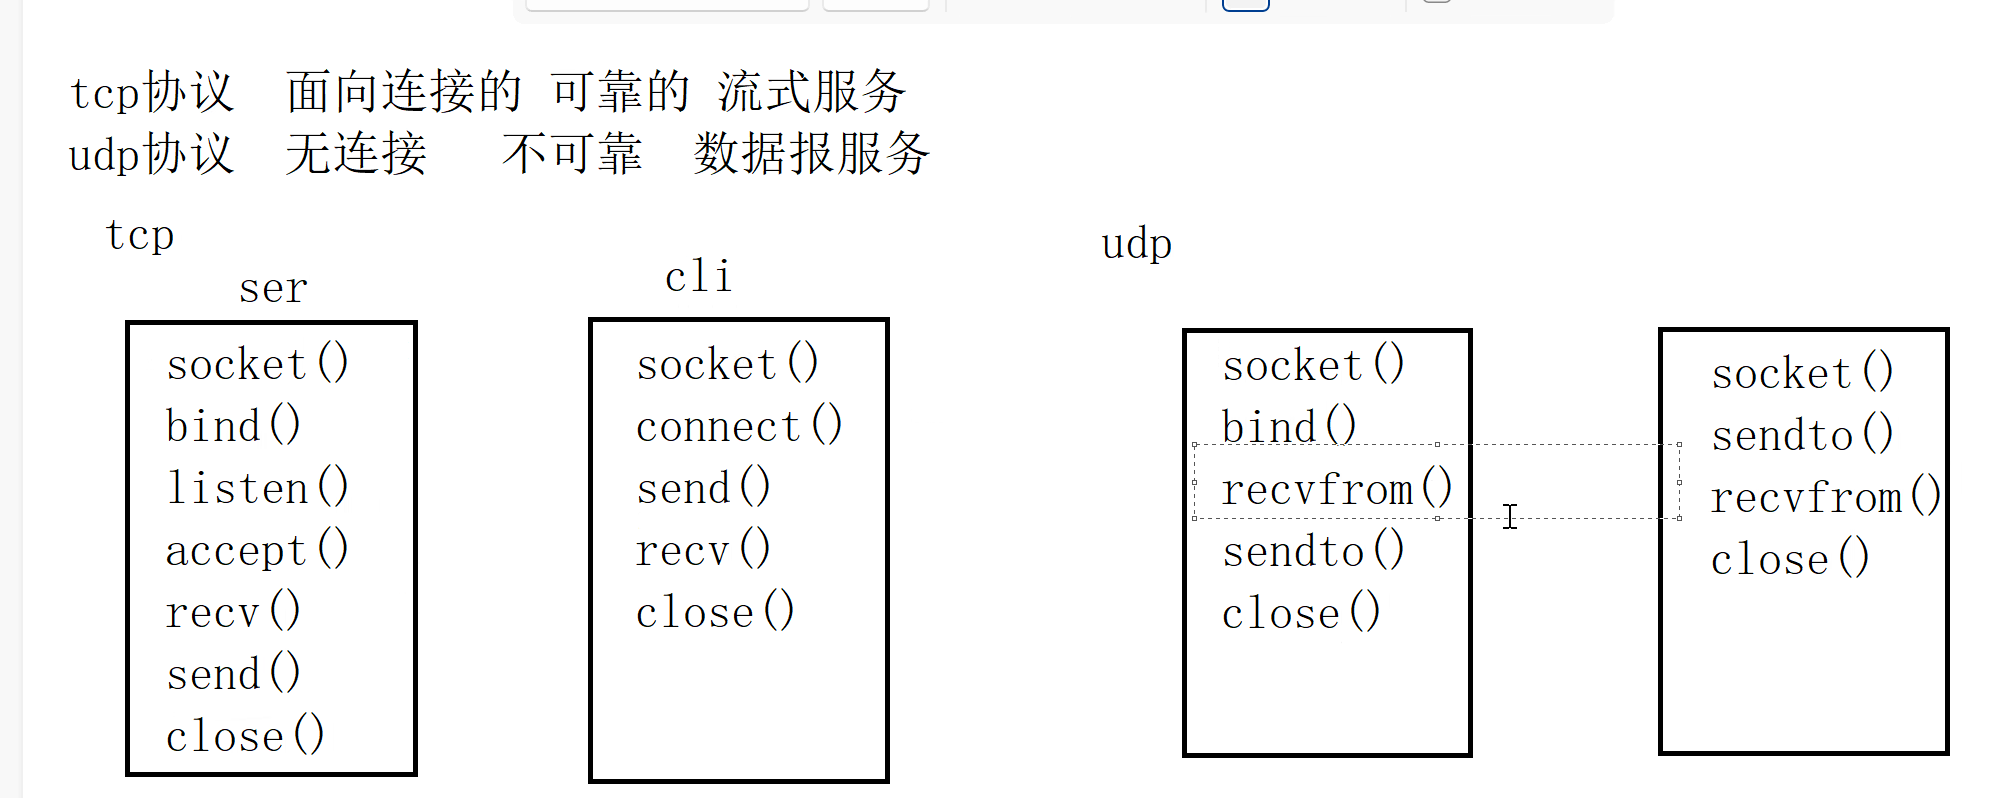 tcp协议 面向连接的 可靠的 流式服务
udp协议 无连接 不可靠 数据报服务
tcp
ser
socket()
bind()
listen()
accept()
recv()
send()
close()
cli
socket()
connect()
send()
recv()
close()
udp
socket()
bind()
recvfrom()
sendto()
close()
socket()
sendto()
recvfrom()
close()